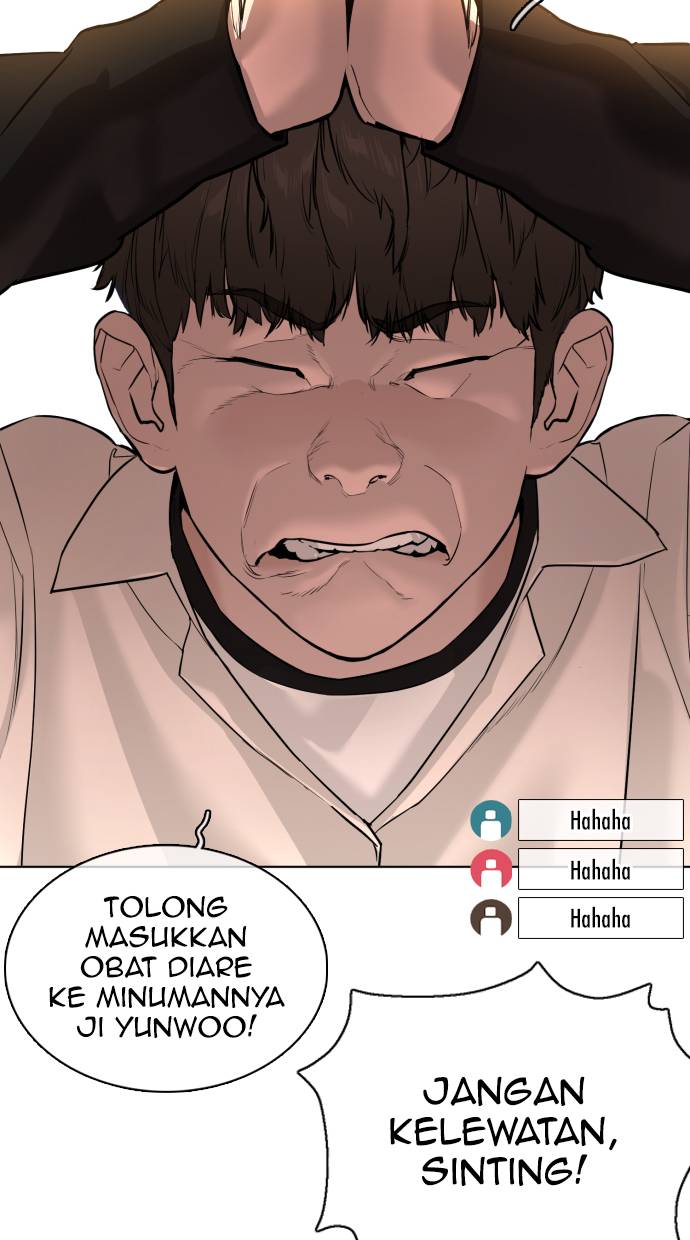 Hahaha
Hahaha
Hahaha
TOLONG
MASUKKAN
OBAT DIARE
KE MINUMANNYA
JI YUNWOO!
JANGAN
KELEWATAN,
SINTING!